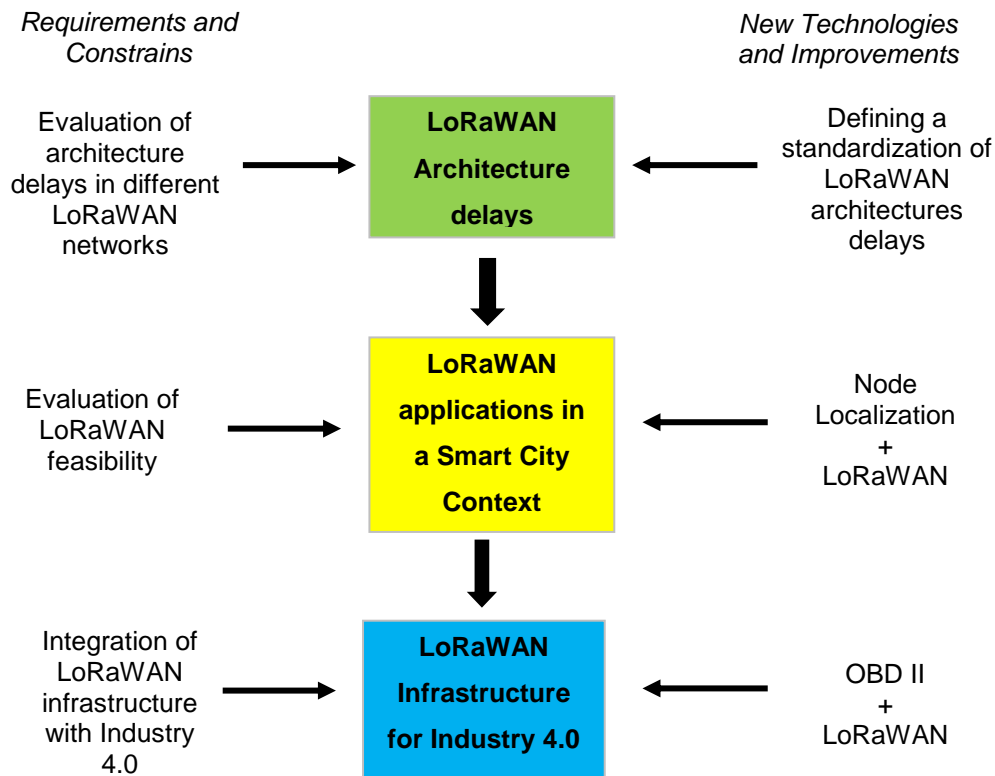 Requirements and
Constrains
New Technologies
and Improvements
Evaluation of
architecture
delays in different
LoRaWAN
networks
LoRaWAN
Architecture
delays
Defining a
standardization of
LoRaWAN
architectures
delays
Evaluation of
LoRaWAN
feasibility
LoRaWAN
applications in
a Smart City
Context
Node
Localization
+
LoRaWAN
Integration of
LoRaWAN
infrastructure
with Industry
4.0
LoRaWAN
Infrastructure
for Industry 4.0
OBD II
+
LoRaWAN